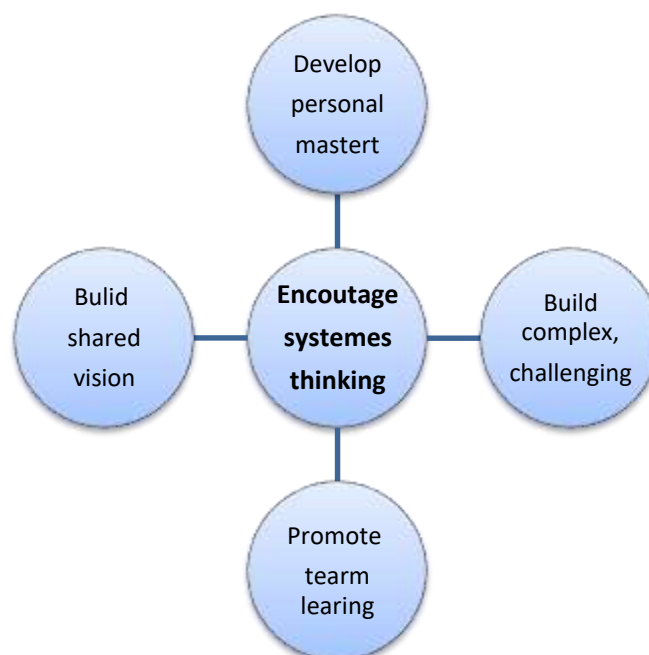 Develop
personal
mastert
Bulid
shared
vision
Encoutage
systemes
thinking
Build
complex,
challenging
Promote
tearm
learing